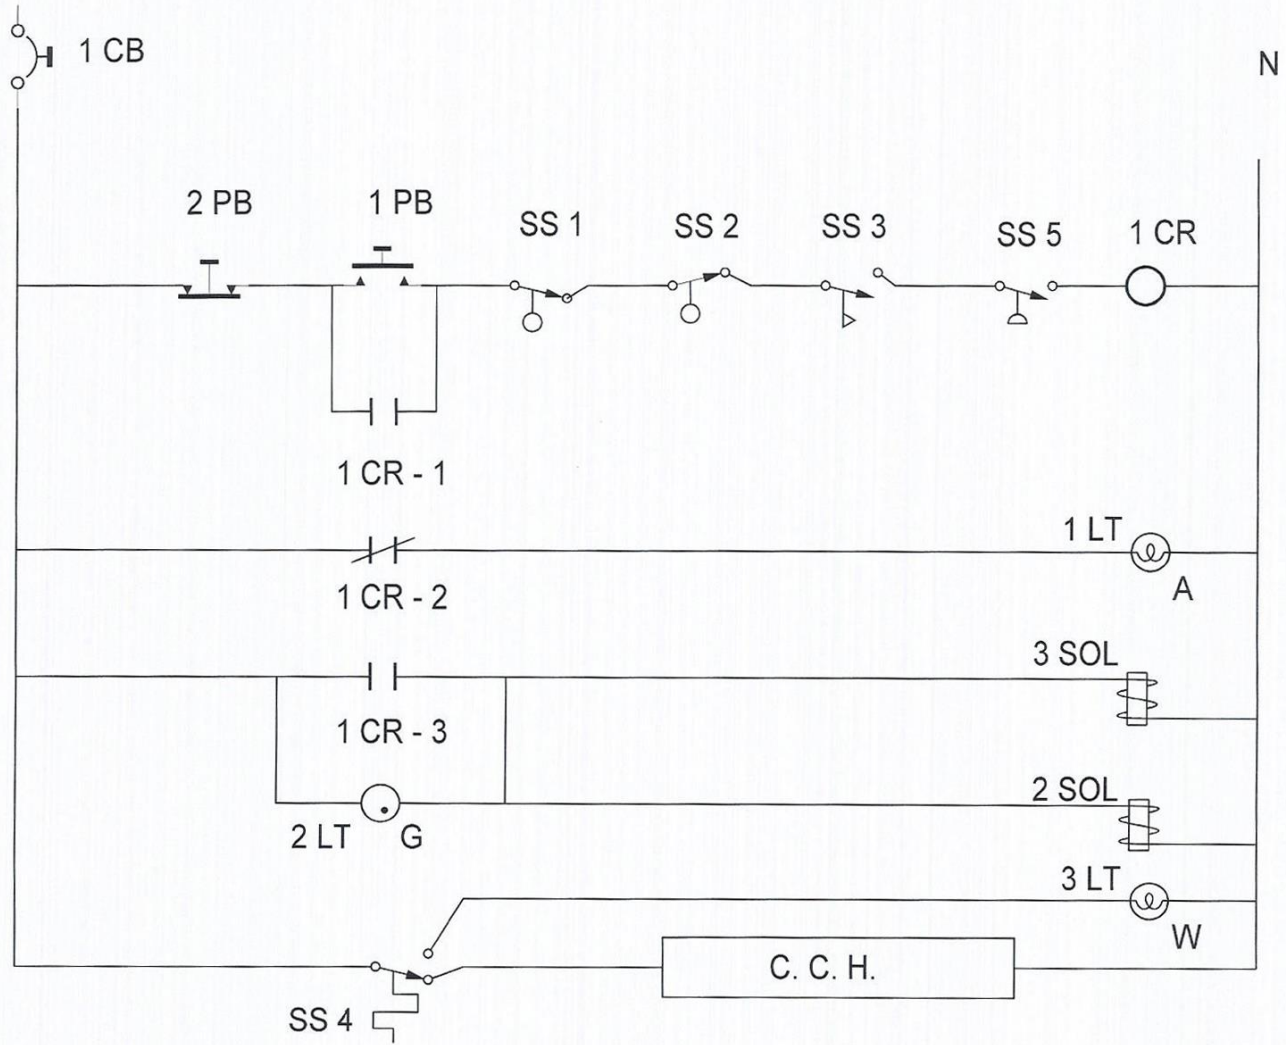 1 CB
N
2 PB
1 PB
SS 1
SS 2
SS 3
SS 5
1 CR
1 CR - 1
1 LT
A
1 CR - 2
3 SOL
1 CR - 3
2 SOL
2 LT
G
3 LT
W
C. C. H.
SS 4